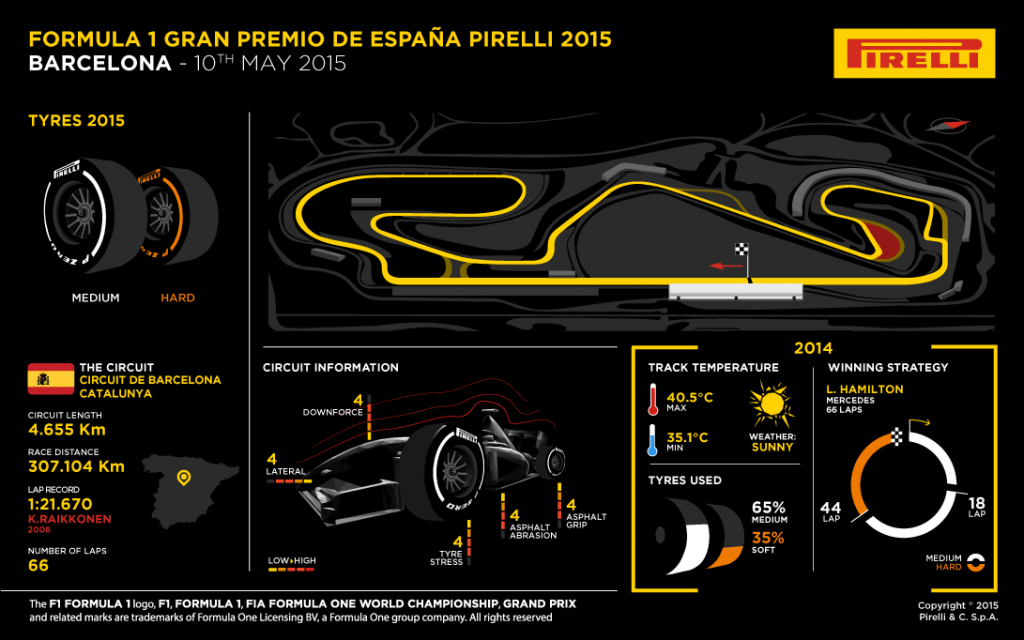 FORMULA 1 GRAN PREMIO DE ESPAÑA PIRELLI 2015
BARCELONA - 10TH MAY 2015
PIRELLI
TYRES 2015
PIRELLI
P ZERO
PIRELLI
MEDIUM
HARD
THE CIRCUIT
CIRCUIT DE BARCELONA
CATALUNYA
CIRCUIT LENGTH
4.655 Km
RACE DISTANCE
307.104 Km
LAP RECORD
1:21.670
K.RAIKKONEN
2008
NUMBER OF LAPS
66
CIRCUIT INFORMATION
4
DOWNFORCE
4
LATERAL
PIRELLI
P ZERO
4
TYRE
STRESS
4
ASPHALT
ABRASION
4
ASPHALT
GRIP
LOW HIGH
2014
TRACK TEMPERATURE
40.5°C
MAX
35.1°C
MIN
WEATHER:
SUNNY
TYRES USED
65%
MEDIUM
35%
SOFT
WINNING STRATEGY
L. HAMILTON
MERCEDES
66 LAPS
44
LAP
18
LAP
MEDIUM
HARD
The F1 FORMULA 1 logo, F1, FORMULA 1, FIA FORMULA ONE WORLD CHAMPIONSHIP, GRAND PRIX
and related marks are trademarks of Formula One Licensing BV, a Formula One group company. All rights reserved
Copyright © 2015
Pirelli & C. S.p.A.